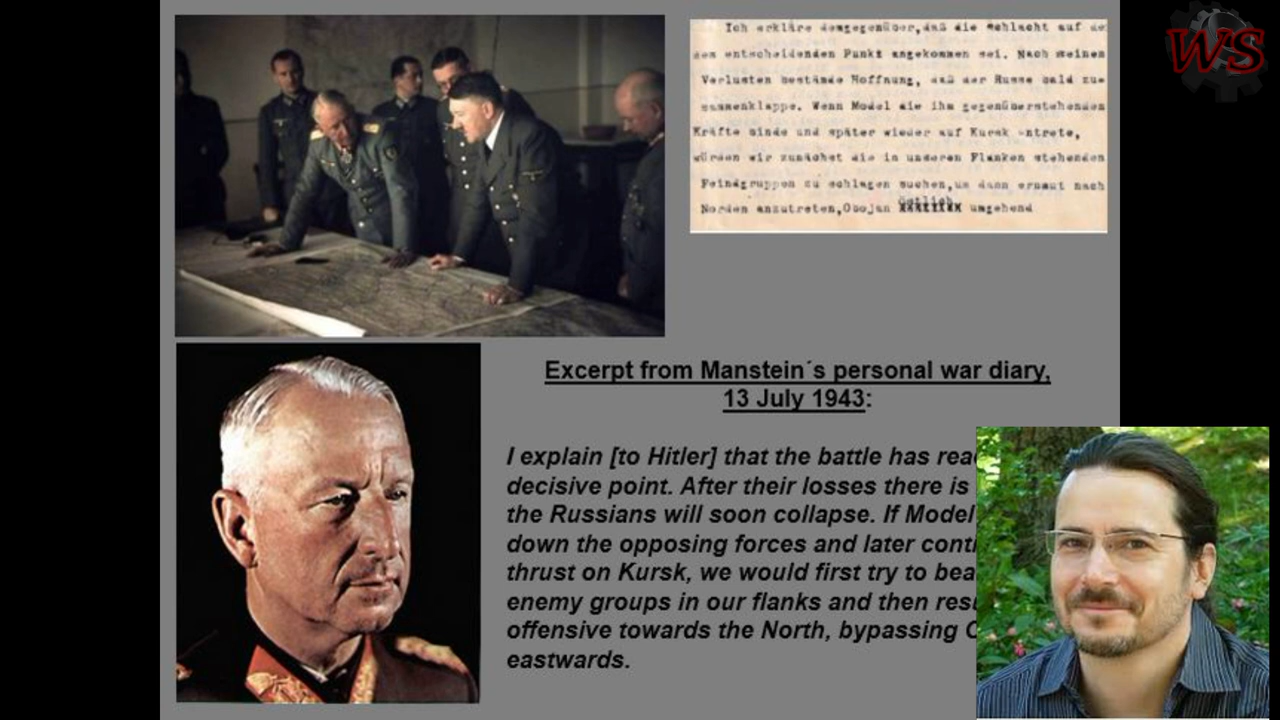 WS
Ich erkläre demgegenüber, daß die Schlacht auf de
dem entscheidenden Punkt angekommen sei. Nach seinen
Verlusten bestände Hoffnung, daß der Russe bald zu=
sammenklappe. Wenn Model die ihm gegenüberstehenden
Kräfte binde und später wieder auf Kursk antrete,
würden wir zunächst die in unseren Flanken stehenden
Feindgruppen zu schlagen suchen, um dann erneut nach
östlich
Norden anzutreten, Obojan umgehend
Excerpt from Manstein´s personal war diary,
13 July 1943:
I explain [to Hitler] that the battle has rea
decisive point. After their losses there is
the Russians will soon collapse. If Model
down the opposing forces and later conti
thrust on Kursk, we would first try to bea
enemy groups in our flanks and then res
offensive towards the North, bypassing
eastwards.